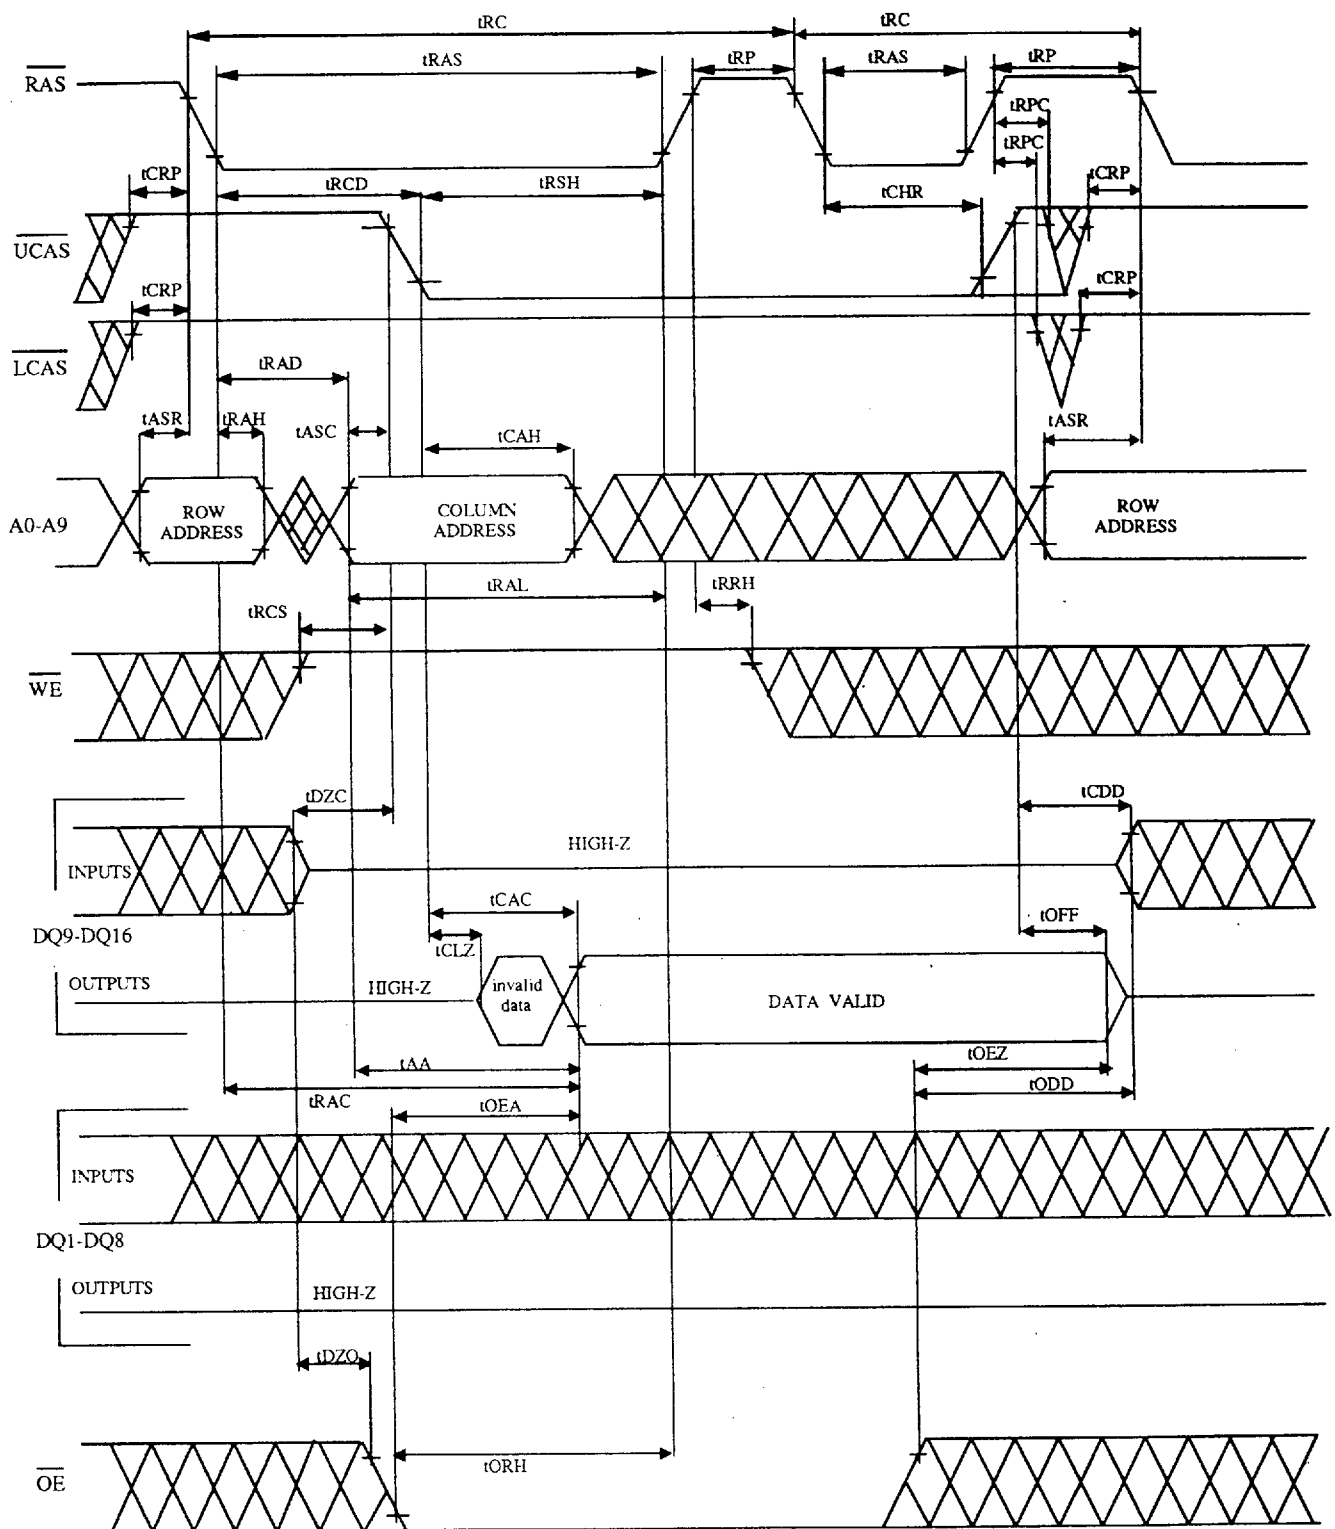 tRC
tRC
tRAS
tRP
tRAS
tRP
RAS
tRPC
tRPC
tCRP
tRCD
tRSH
tCHR
tCRP
UCAS
tCRP
tCRP
LCAS
tRAD
tASR
tRAH
tASC
tCAH
tASR
A0-A9
ROW
ADDRESS
COLUMN
ADDRESS
ROW
ADDRESS
tRAL
tRRH
tRCS
WE
tDZC
tCDD
INPUTS
HIGH-Z
tCAC
tOFF
DQ9-DQ16
tCLZ
OUTPUTS
HIGH-Z
invalid
data
DATA VALID
tAA
tOEZ
tRAC
tODD
tOEA
INPUTS
DQ1-DQ8
OUTPUTS
HIGH-Z
tDZO
tORH
OE